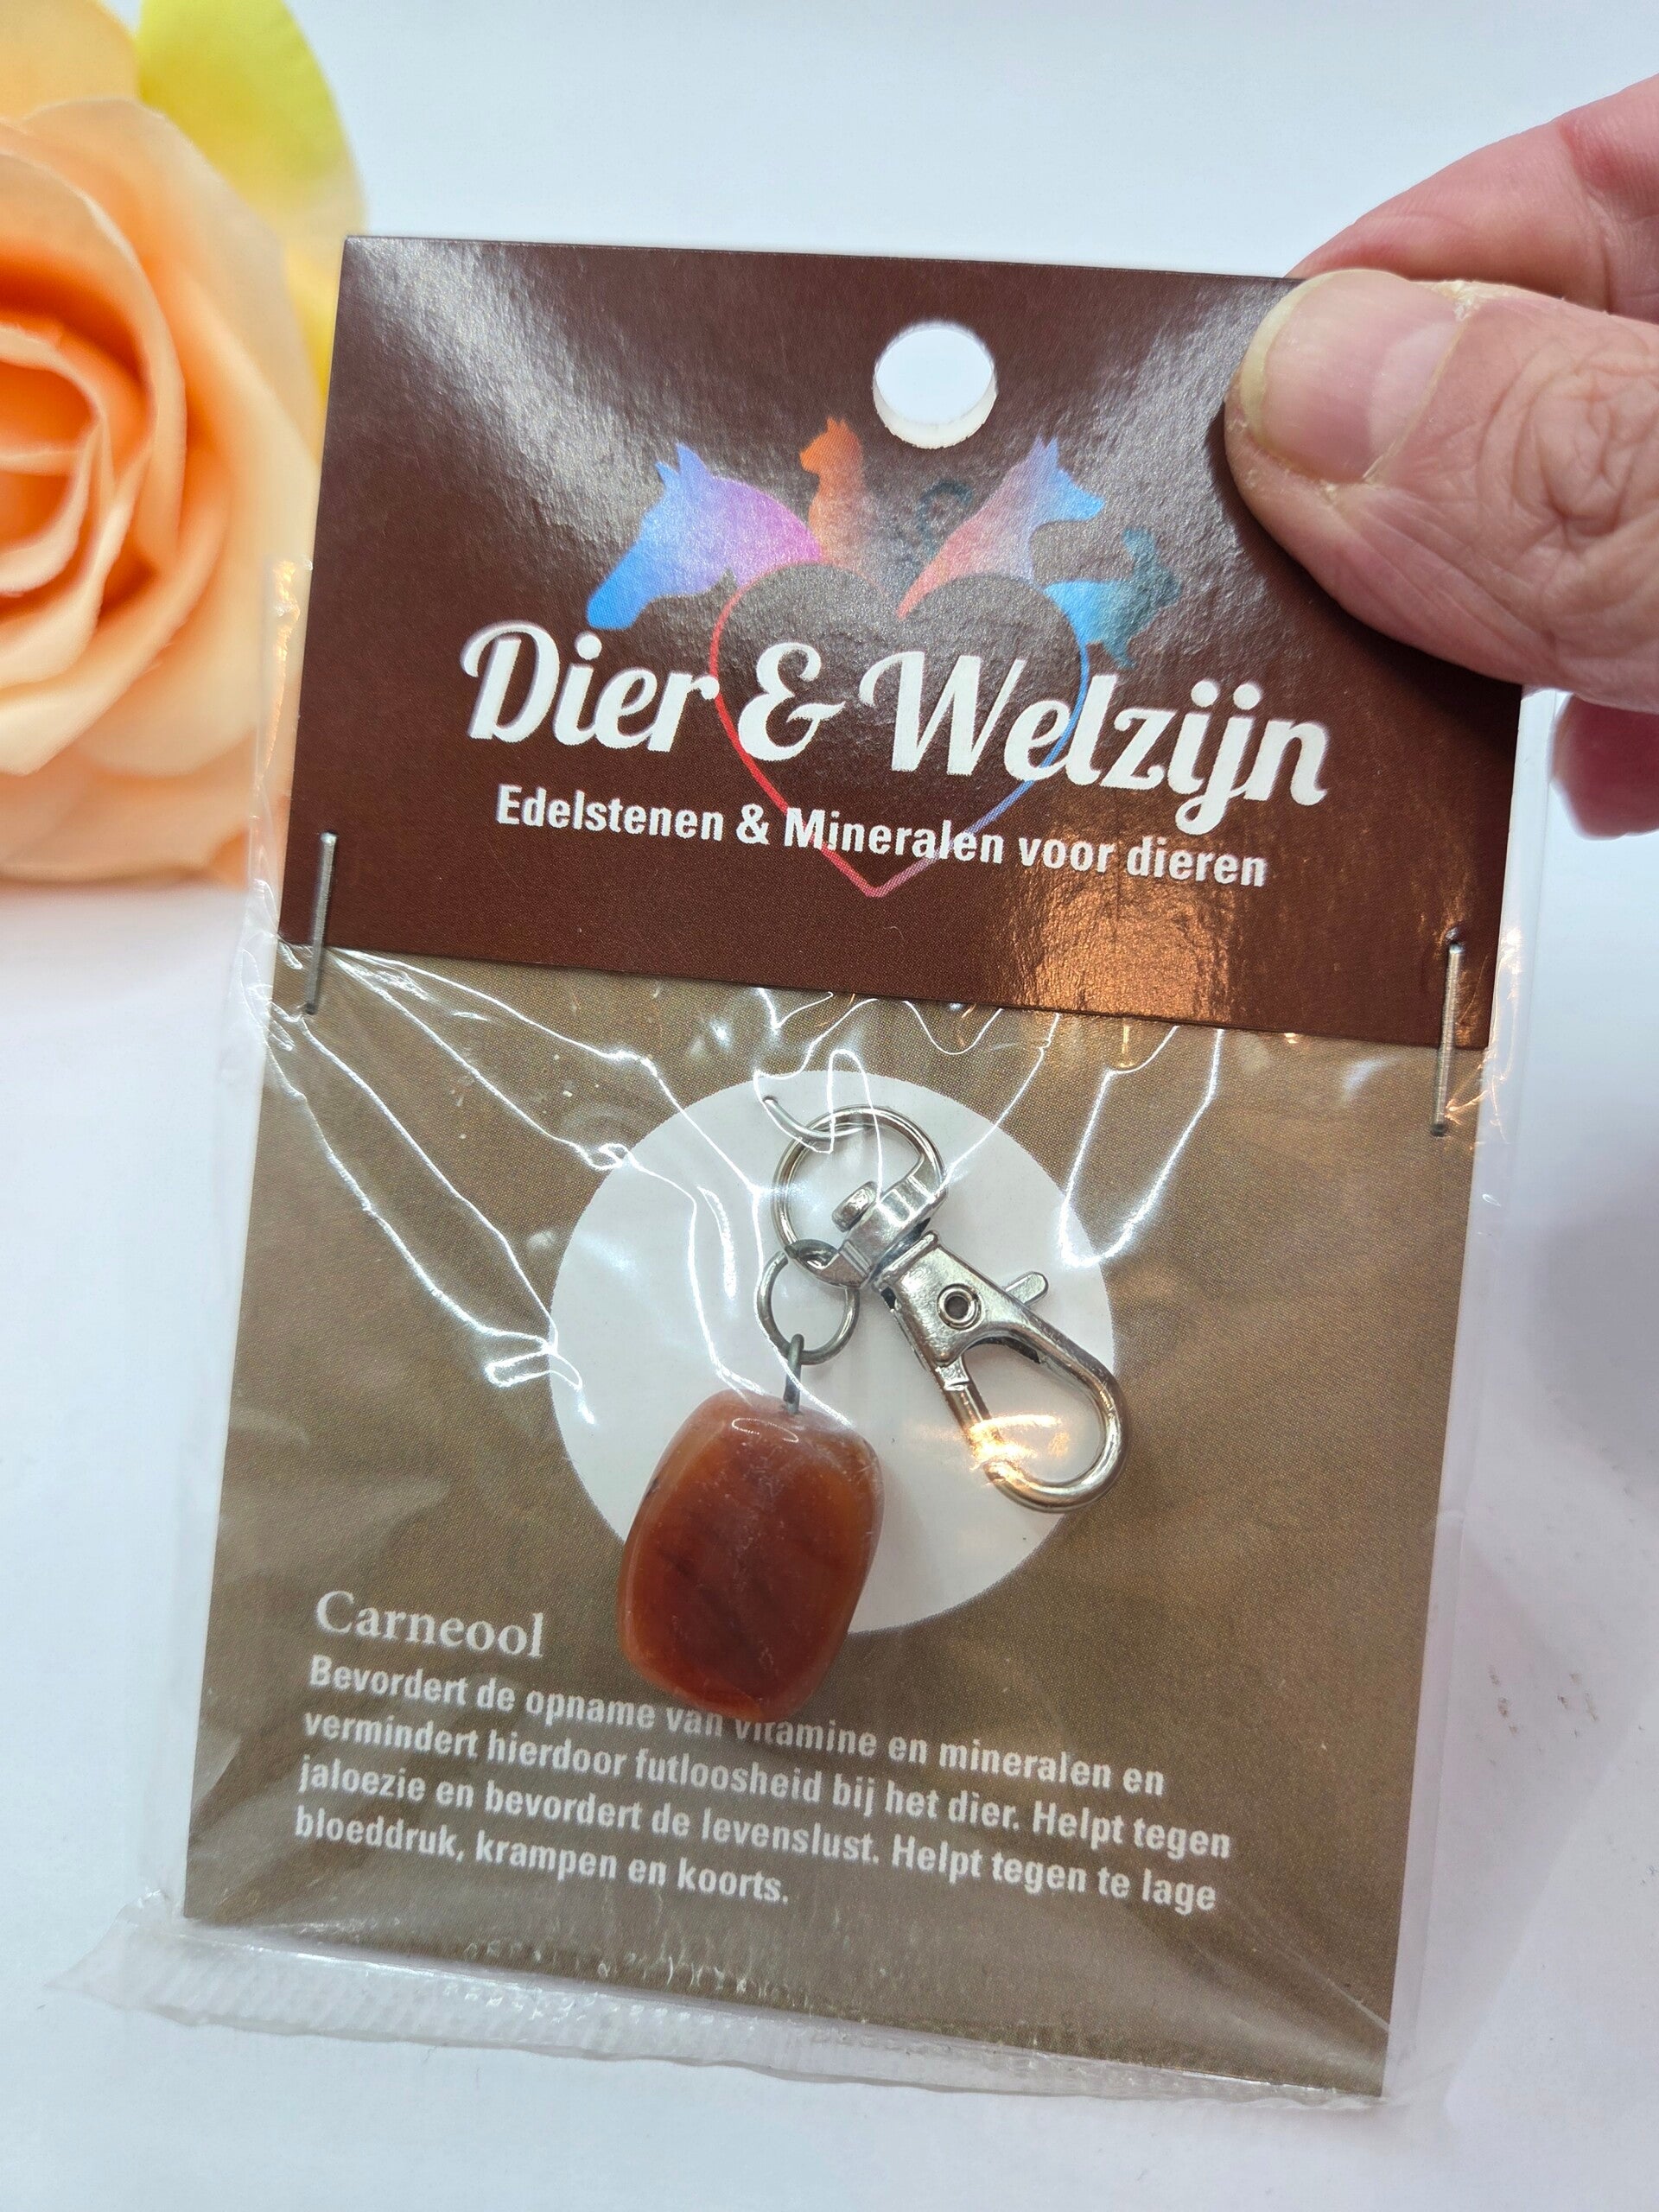 Dier & Welzijn
Edelstenen & Mineralen voor dieren
Carneool
Bevordert de opname van vitamine en mineralen en
vermindert hierdoor futloosheid bij het dier. Helpt tegen
jaloezie en bevordert de levenslust. Helpt tegen te lage
bloeddruk, krampen en koorts.